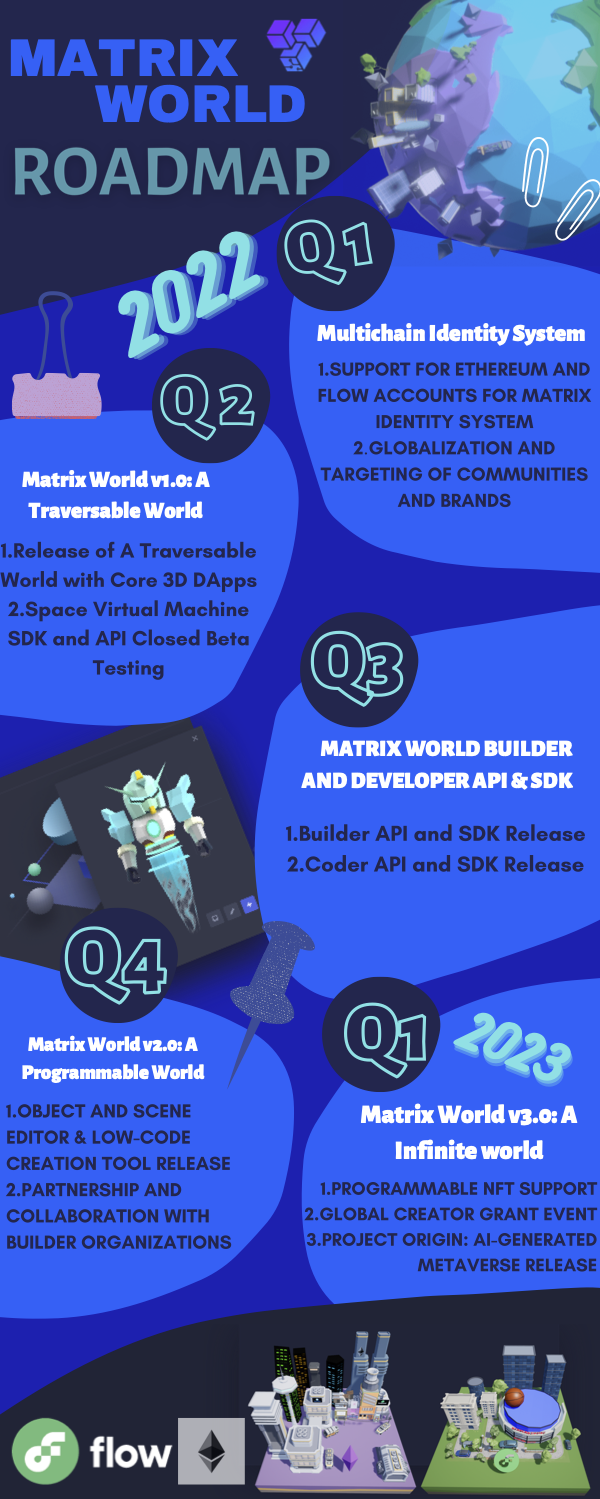 MATRIX
WORLD
ROADMAP
2022
Q1
Multichain Identity System
1.SUPPORT FOR ETHEREUM AND
FLOW ACCOUNTS FOR MATRIX
IDENTITY SYSTEM
2.GLOBALIZATION AND
TARGETING OF COMMUNITIES
AND BRANDS
Q2
Matrix World v1.0: A
Traversable World
1.Release of A Traversable
World with Core 3D DApps
2.Space Virtual Machine
SDK and API Closed Beta
Testing
Q3
MATRIX WORLD BUILDER
AND DEVELOPER API & SDK
1.Builder API and SDK Release
2.Coder API and SDK Release
Q4
Matrix World v2.0: A
Programmable World
1.OBJECT AND SCENE
EDITOR & LOW-CODE
CREATION TOOL RELEASE
2.PARTNERSHIP AND
COLLABORATION WITH
BUILDER ORGANIZATIONS
Q1
2023
Matrix World v3.0: A
Infinite world
1.PROGRAMMABLE NFT SUPPORT
2.GLOBAL CREATOR GRANT EVENT
3.PROJECT ORIGIN: AI-GENERATED
METAVERSE RELEASE
flow